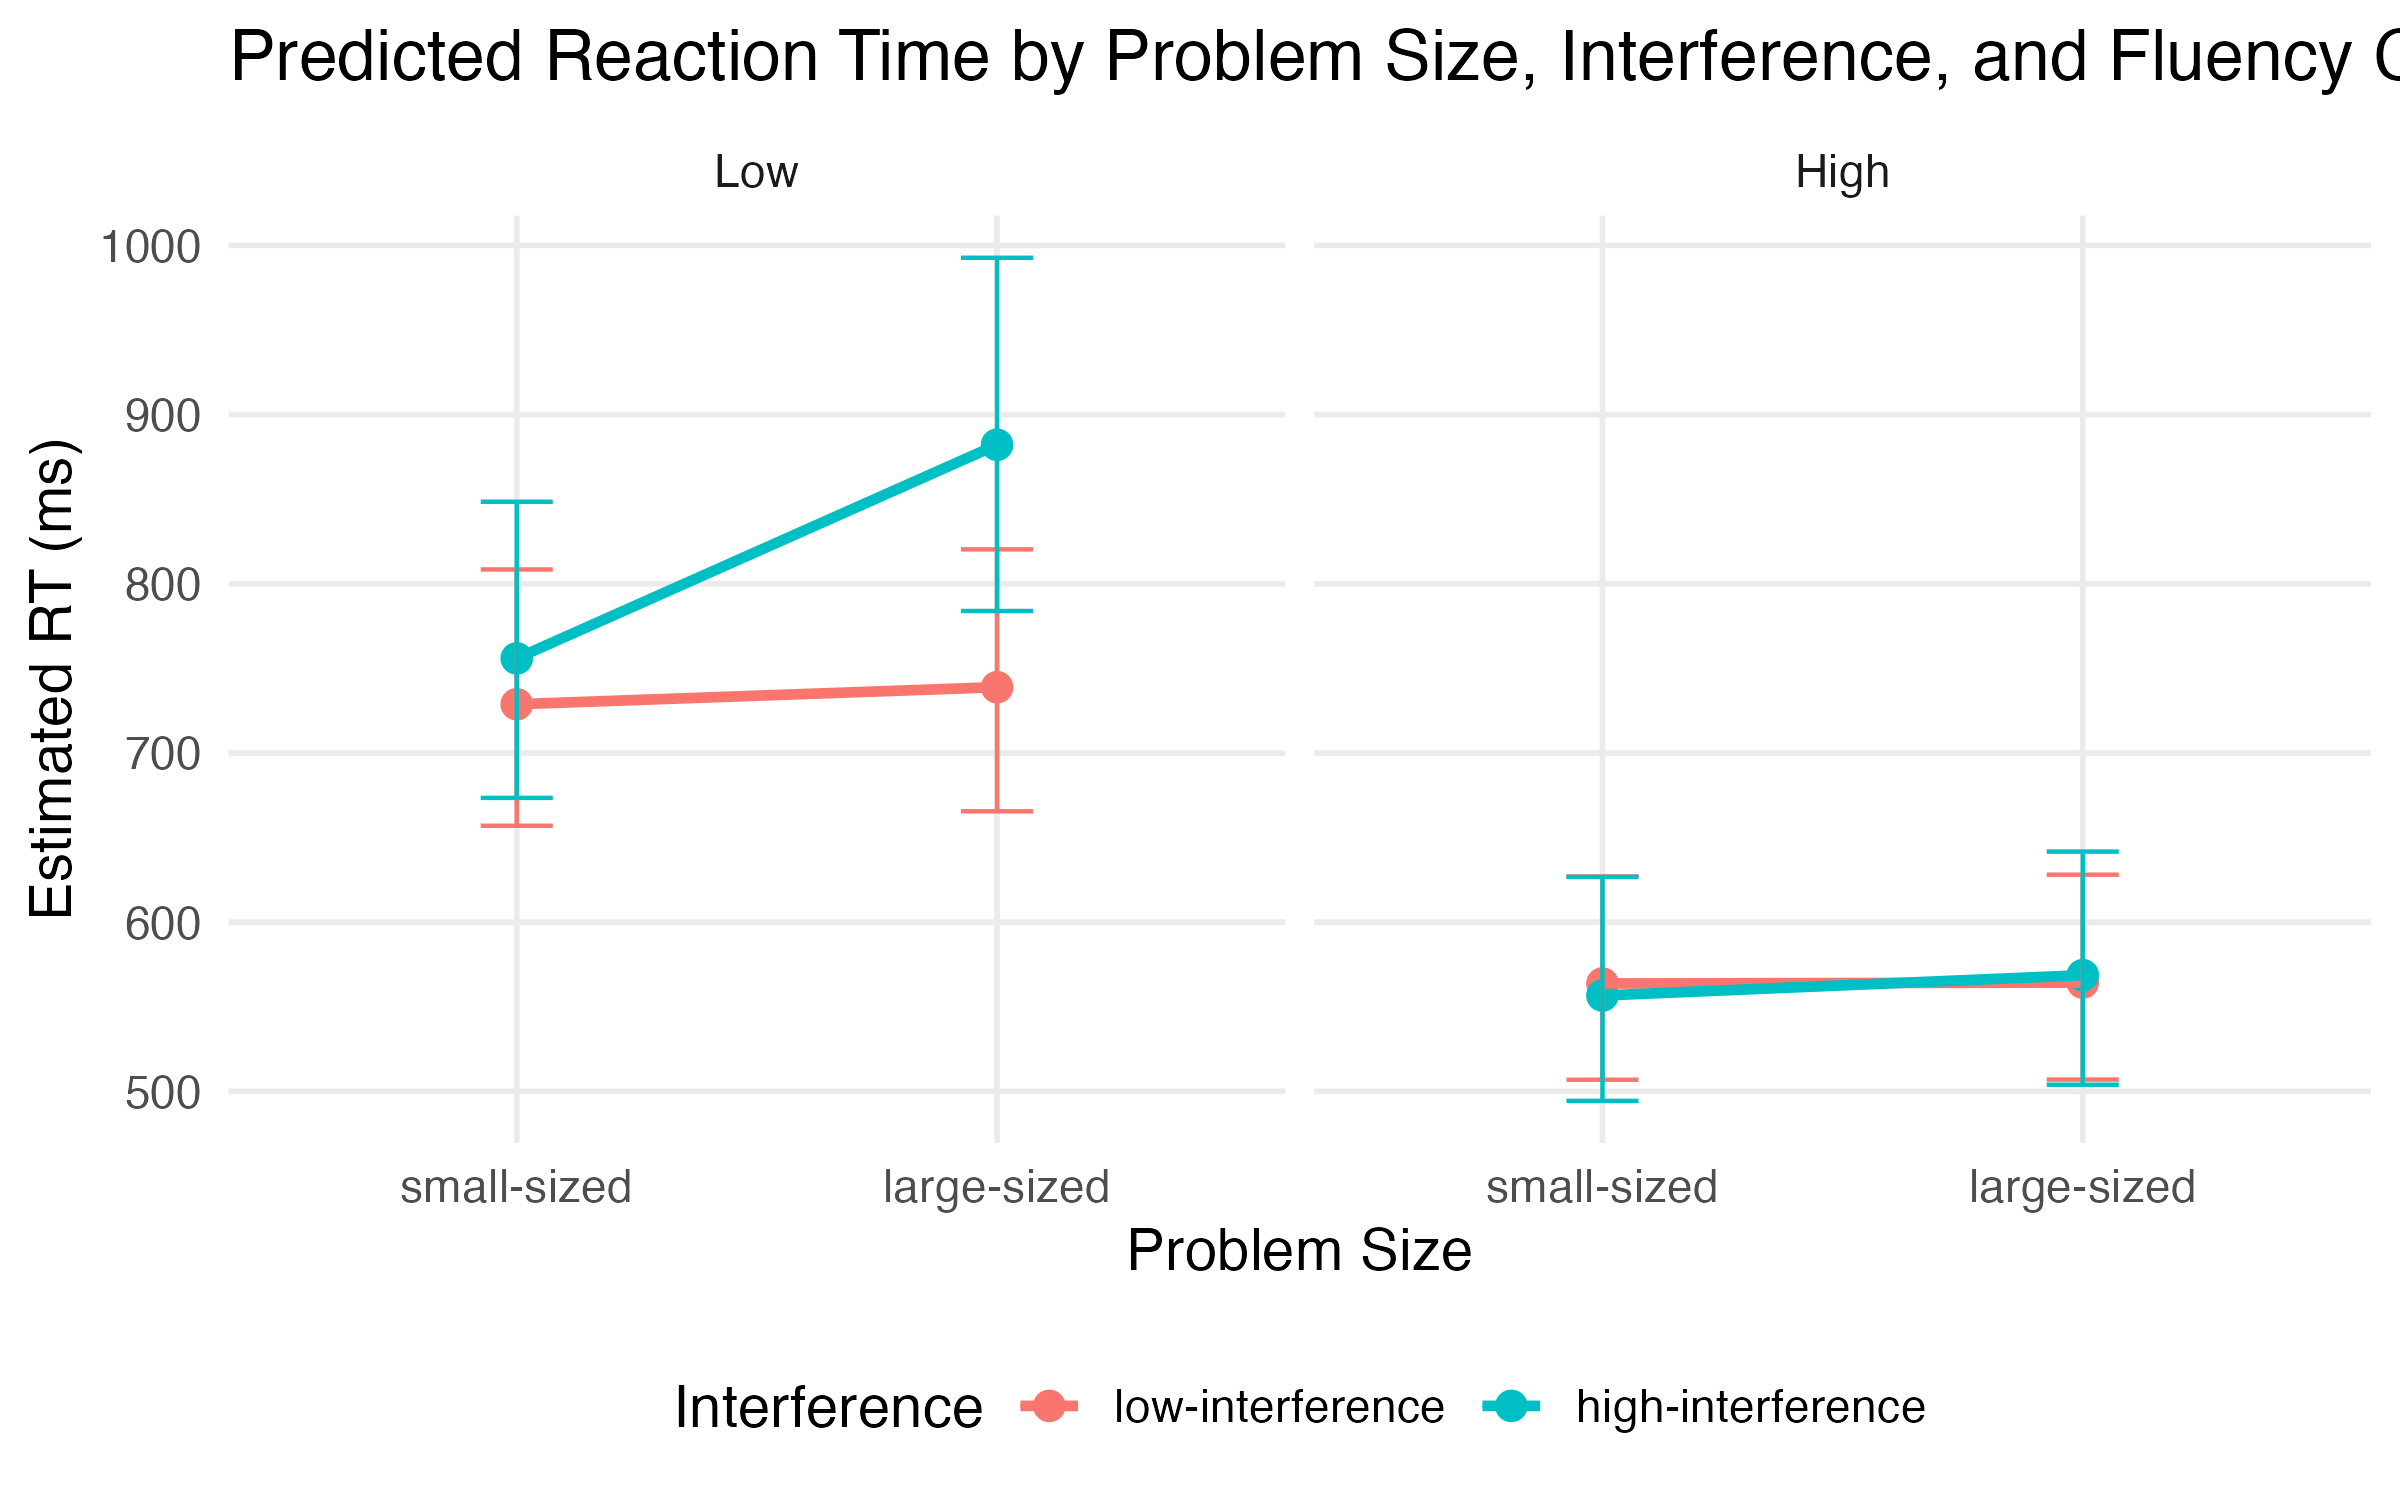 Predicted Reaction Time by Problem Size, Interference, and Fluency
Low
High
1000
900
800
700
600
500
Estimated RT (ms)
small-sized
large-sized
small-sized
large-sized
Problem Size
Interference
low-interference
high-interference